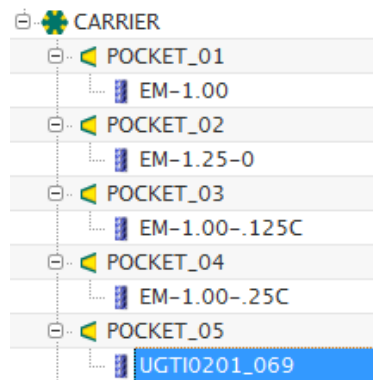 CARRIER
POCKET_01
EM-1.00
POCKET_02
EM-1.25-0
POCKET_03
EM-1.00-.125C
POCKET_04
EM-1.00-.25C
POCKET_05
UGTI0201_069